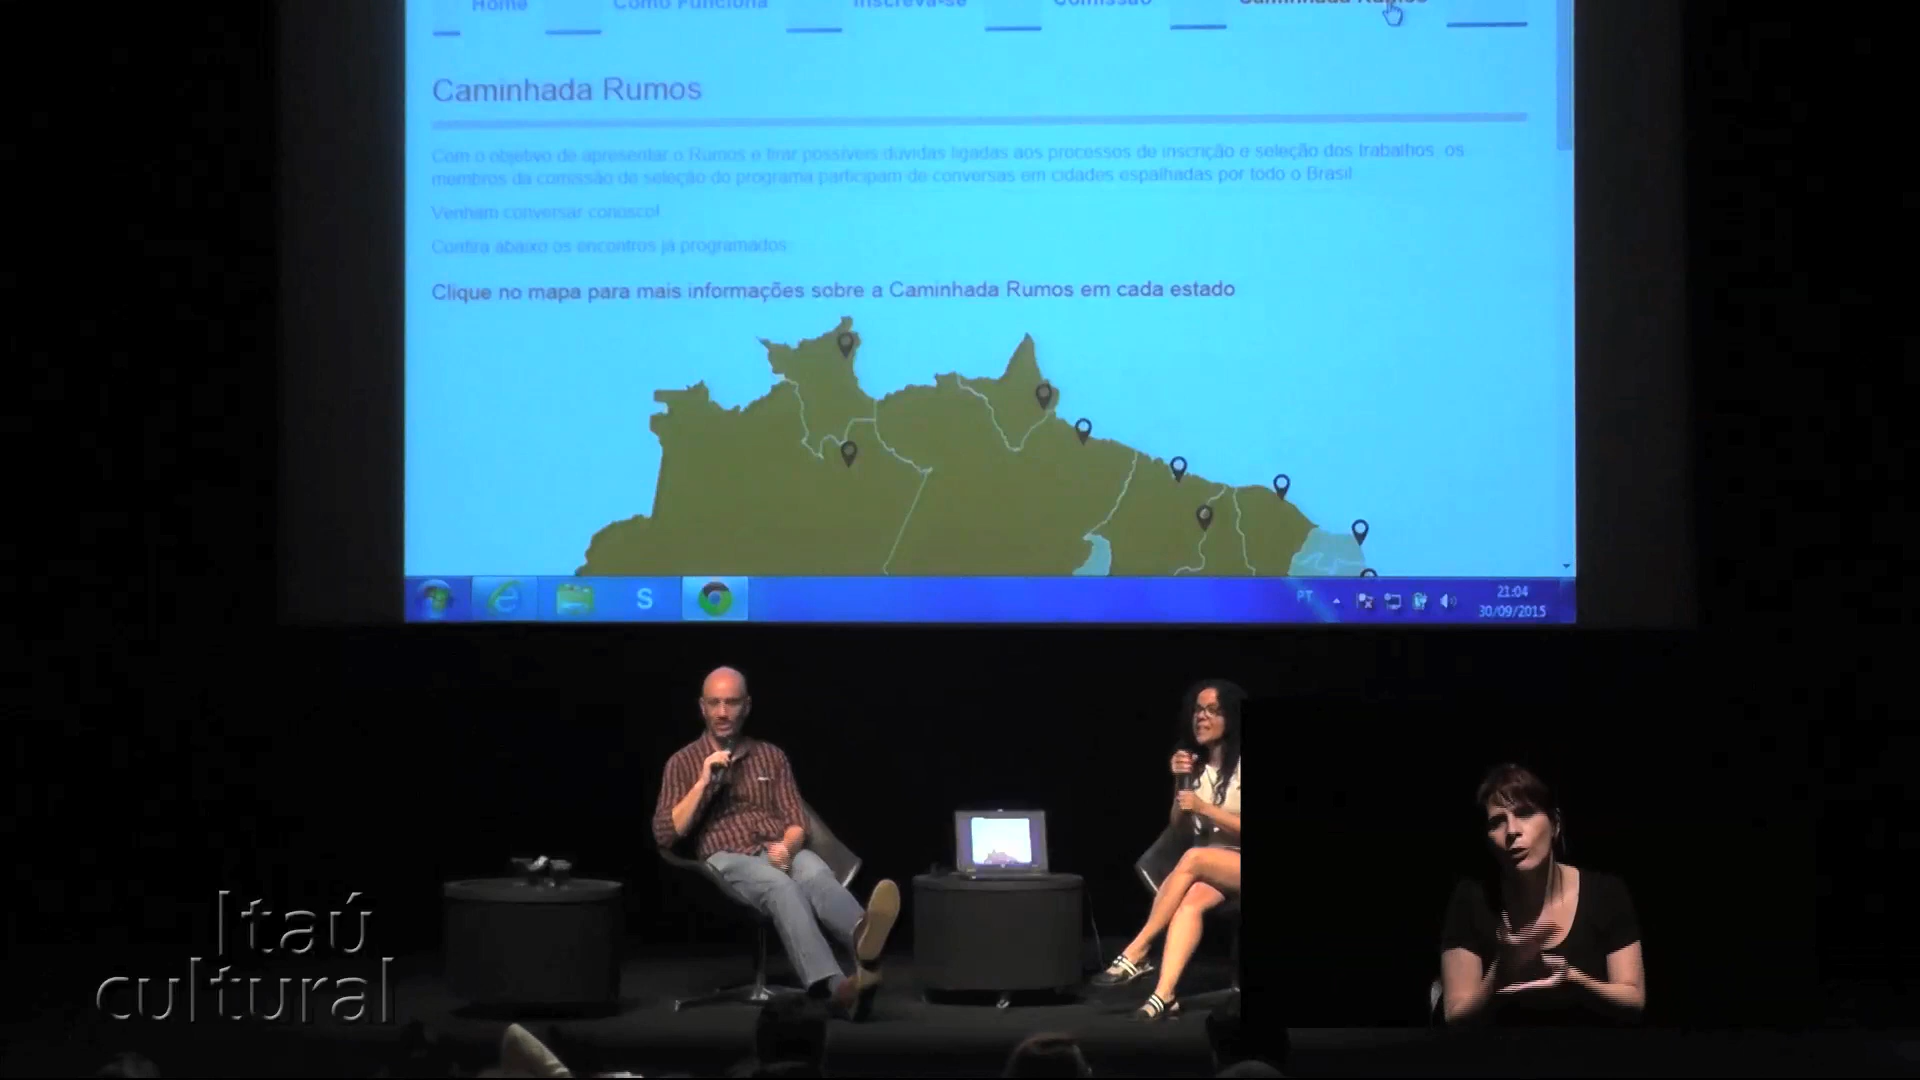 Home Como Funciona Inscreva-se Comissão Caminhada Rumos
Caminhada Rumos
Com o objetivo de apresentar o Rumos e tirar possíveis dúvidas ligadas aos processos de inscrição e seleção dos trabalhos, os
membros da comissão de seleção do programa participam de conversas em cidades espalhadas por todo o Brasil
Venham conversar conosco!
Confira abaixo os encontros já programados:
Clique no mapa para mais informações sobre a Caminhada Rumos em cada estado
S
PT
21:04
30/09/2015
Itaú
cultural